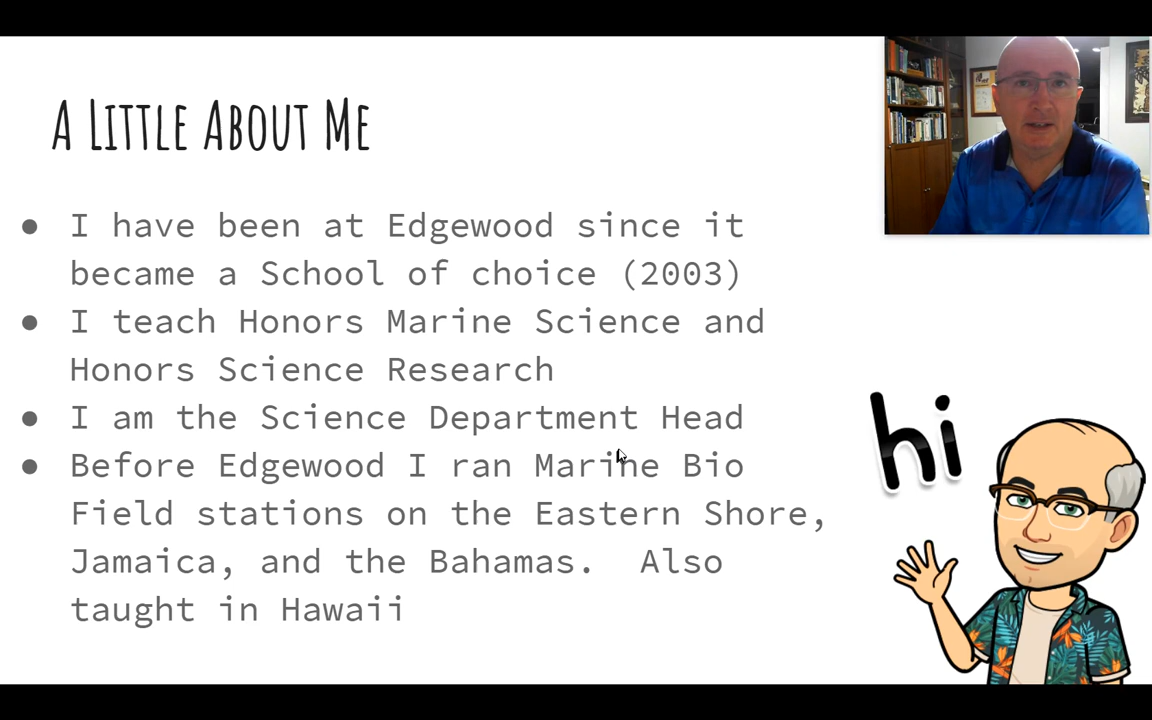 A Little About Me
● I have been at Edgewood since it
became a School of choice (2003)
● I teach Honors Marine Science and
Honors Science Research
● I am the Science Department Head
● Before Edgewood I ran Marine Bio
Field stations on the Eastern Shore,
Jamaica, and the Bahamas.  Also
taught in Hawaii
hi